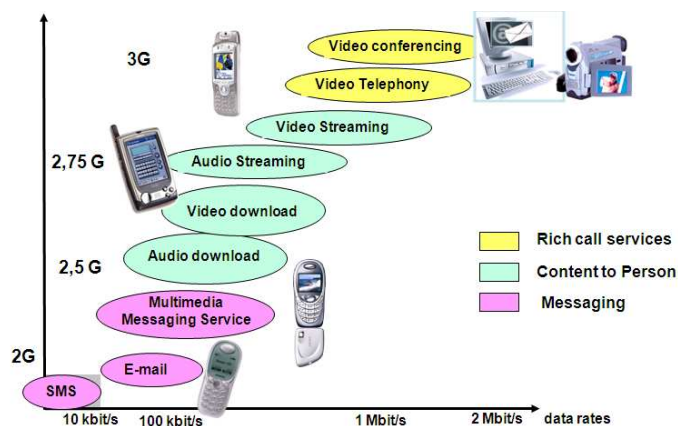 3G
Video conferencing
Video Telephony
Video Streaming
2,75 G
Audio Streaming
Video download
Rich call services
Audio download
2,5 G
Content to Person
Multimedia
Messaging Service
Messaging
2G
E-mail
SMS
10 kbit/s
100 kbit/s
1 Mbit/s
2 Mbit/s
data rates